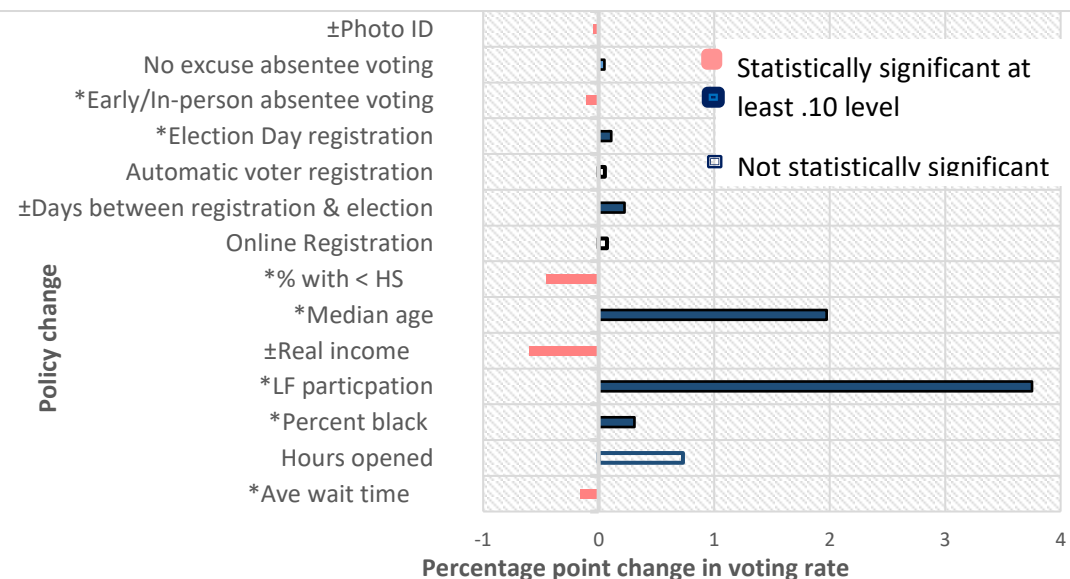 ±Photo ID
No excuse absentee voting
*Early/In-person absentee voting
*Election Day registration
Automatic voter registration
±Days between registration & election
Online Registration
*% with < HS
*Median age
±Real income
*LF particpation
*Percent black
Hours opened
*Ave wait time
Policy change
Statistically significant at
least .10 level
Not statistically significant
-1 0 1 2 3 4
Percentage point change in voting rate